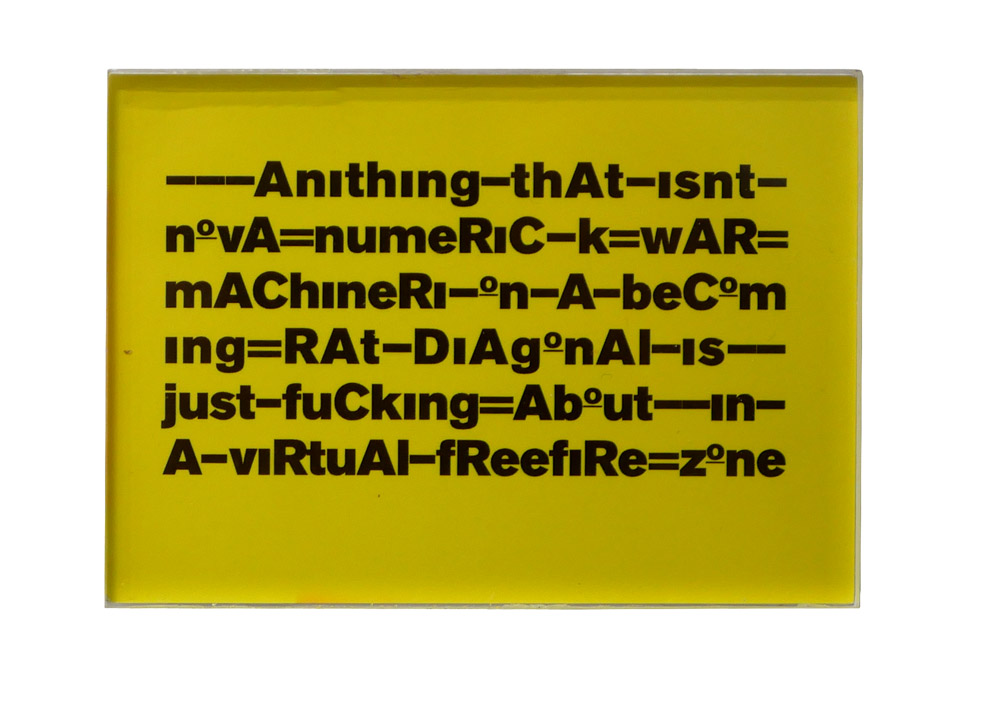 ———Anıthıng–thAt–ısnt–
nºvA=numeRıC–k=wAR=
mAChıneRı–ºn–A–beCºm
ıng=RAt–DıAgºnAl–ıs——
just–fuCkıng=Abºut——ın–
A–vıRtuAl–fReefıRe=zºne